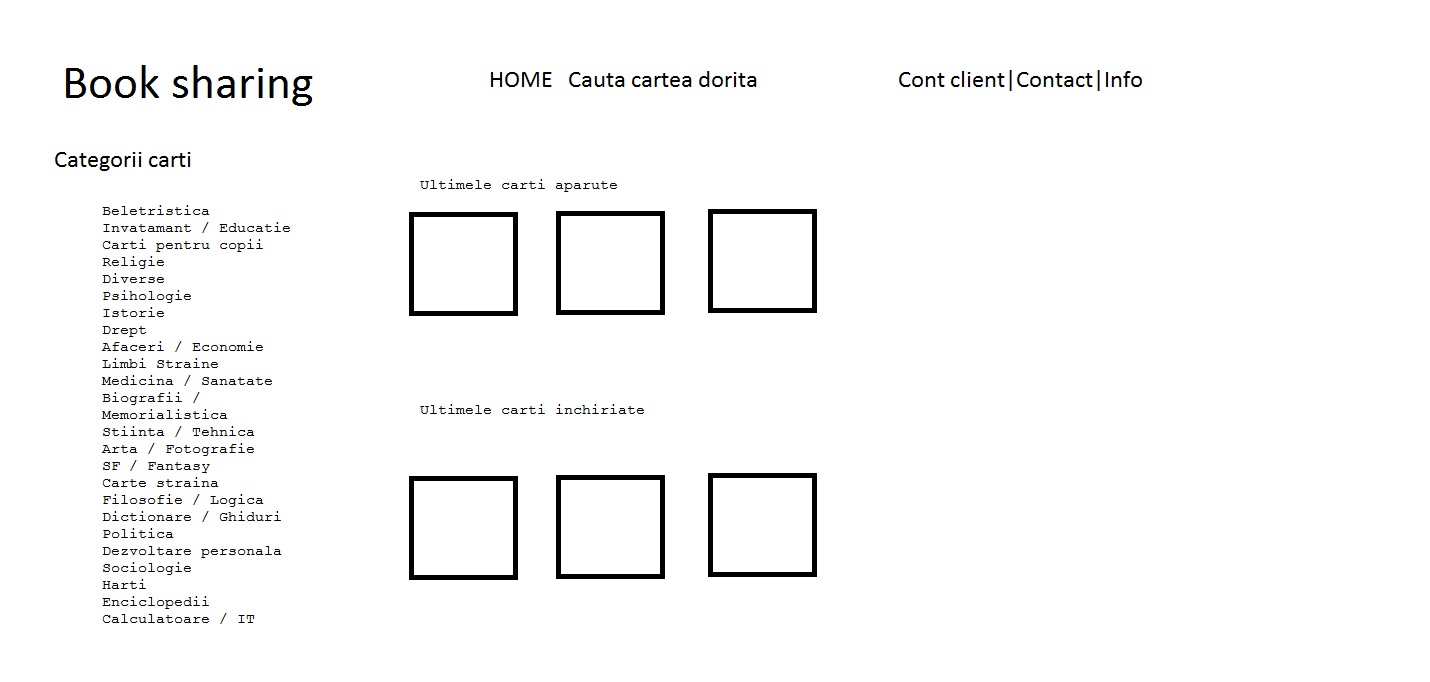 Book sharing
HOME Cauta cartea dorita
Cont client|Contact|Info
Categorii carti
Beletristica
Invatamant / Educatie
Carti pentru copii
Religie
Diverse
Psihologie
Istorie
Drept
Afaceri / Economie
Limbi Straine
Medicina / Sanatate
Biografii /
Memorialistica
Stiinta / Tehnica
Arta / Fotografie
SF / Fantasy
Carte straina
Filosofie / Logica
Dictionare / Ghiduri
Politica
Dezvoltare personala
Sociologie
Harti
Enciclopedii
Calculatoare / IT
Ultimele carti aparute
Ultimele carti inchiriate